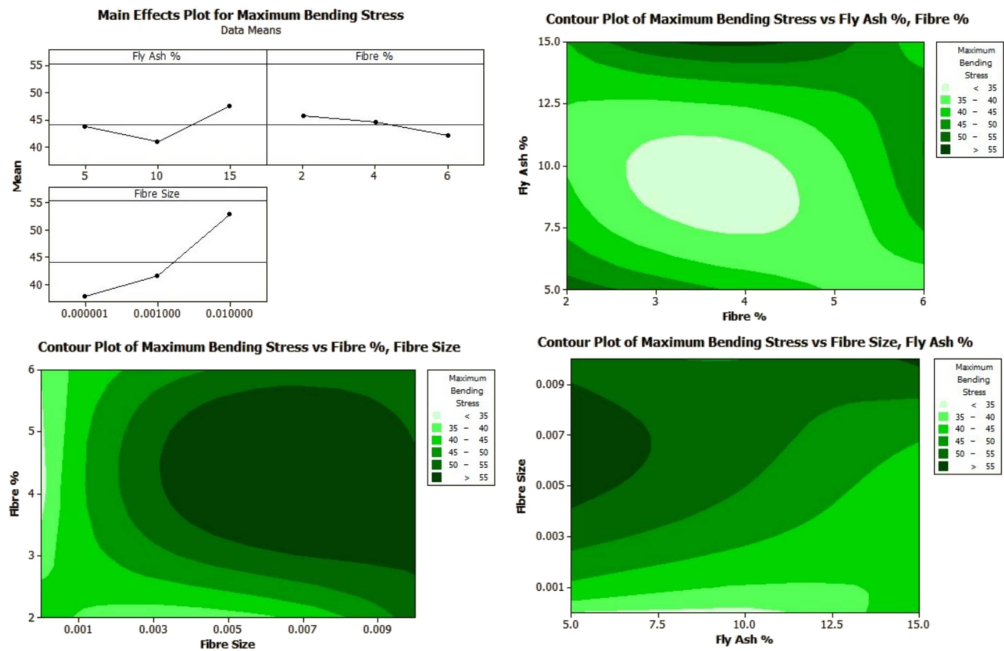 Main Effects Plot for Maximum Bending Stress
Data Means
Fly Ash %
Fibre %
55
50
45
40
5
10
15
2
4
6
Mean
Fibre Size
55
50
45
40
0.000001
0.001000
0.010000
Contour Plot of Maximum Bending Stress vs Fly Ash %, Fibre %
15.0
12.5
10.0
7.5
5.0
Fly Ash %
2
3
4
5
6
Fibre %
Maximum
Bending
Stress
< 35
35 – 40
40 – 45
45 – 50
50 – 55
> 55
Contour Plot of Maximum Bending Stress vs Fibre %, Fibre Size
6
5
4
3
2
Fibre %
0.001
0.003
0.005
0.007
0.009
Fibre Size
Maximum
Bending
Stress
< 35
35 – 40
40 – 45
45 – 50
50 – 55
> 55
Contour Plot of Maximum Bending Stress vs Fibre Size, Fly Ash %
0.009
0.007
0.005
0.003
0.001
Fibre Size
5.0
7.5
10.0
12.5
15.0
Fly Ash %
Maximum
Bending
Stress
< 35
35 – 40
40 – 45
45 – 50
50 – 55
> 55